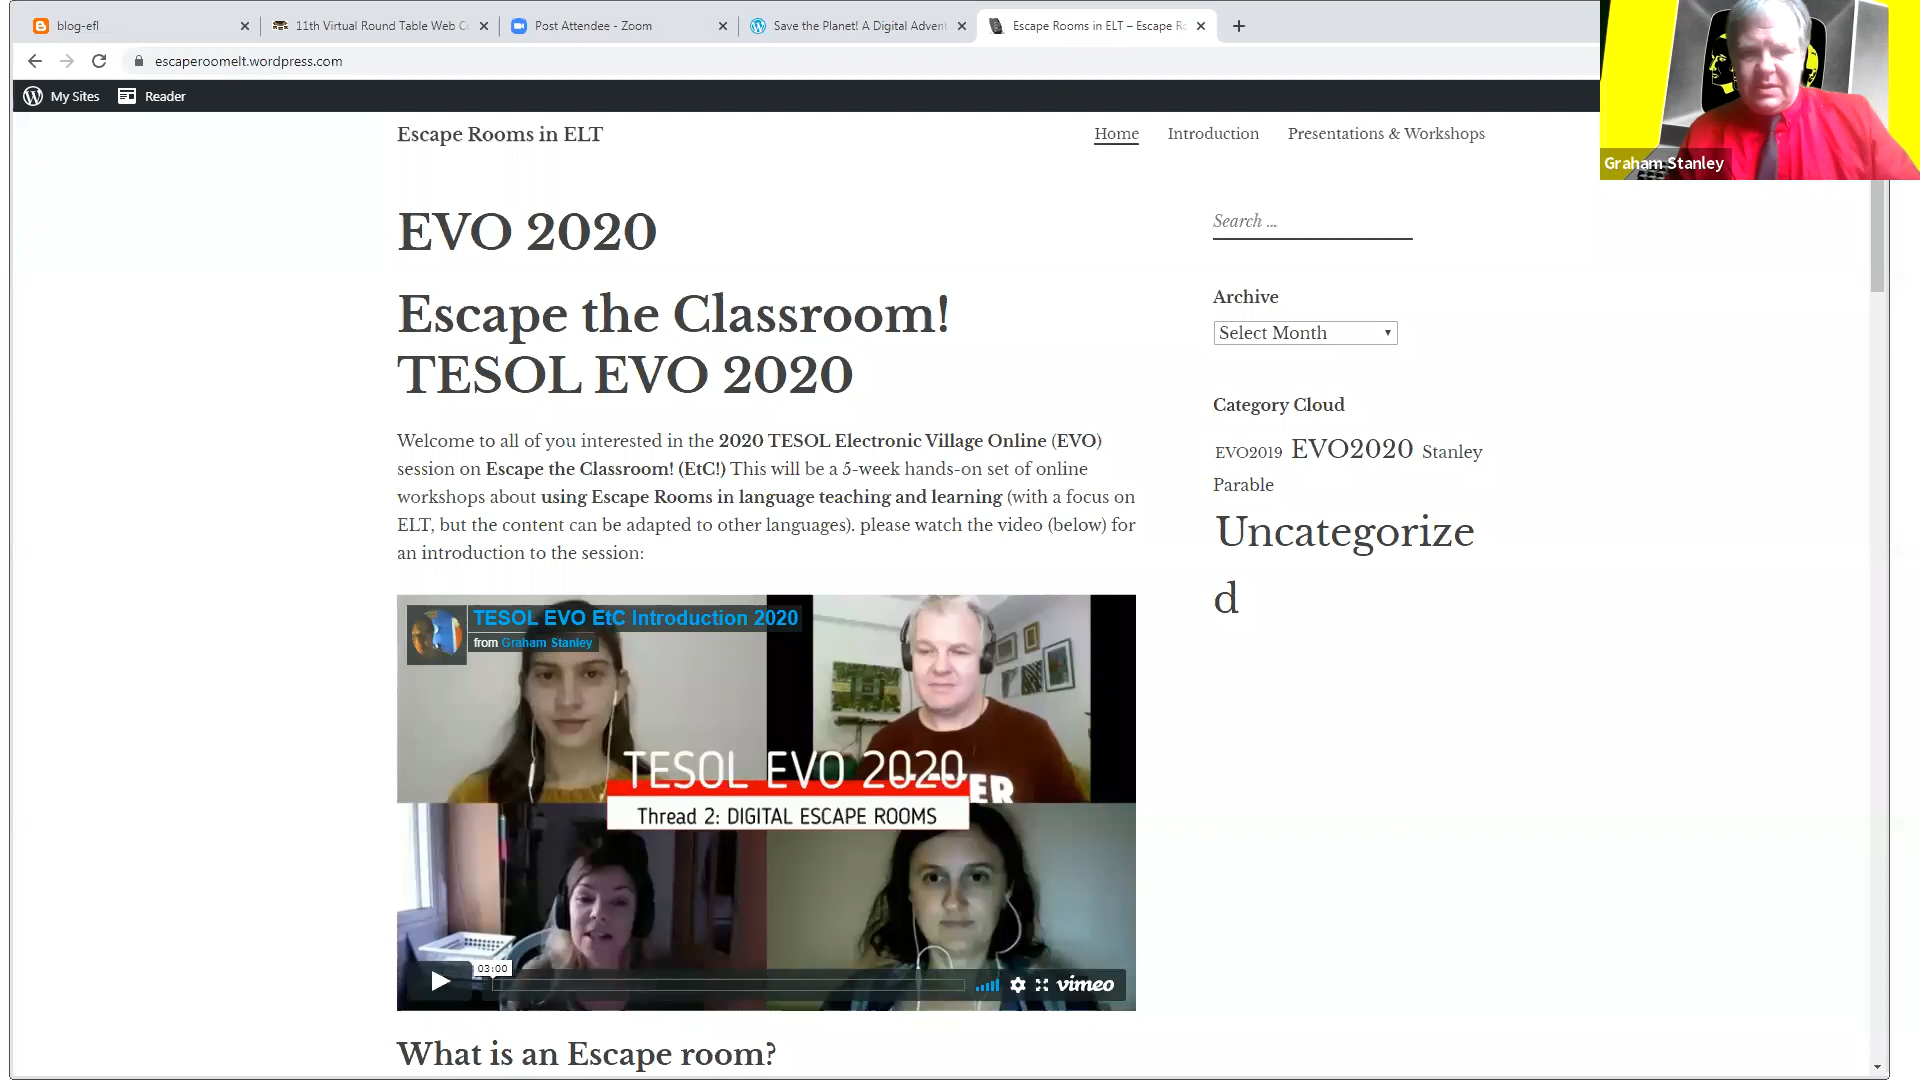 blog-efl
11th Virtual Round Table Web C
Post Attendee - Zoom
Save the Planet! A Digital Advent
Escape Rooms in ELT – Escape R
escaperoomelt.wordpress.com
My Sites
Reader
Graham Stanley
Escape Rooms in ELT
Home
Introduction
Presentations & Workshops
EVO 2020
Escape the Classroom!
TESOL EVO 2020
Welcome to all of you interested in the 2020 TESOL Electronic Village Online (EVO)
session on Escape the Classroom! (EtC!) This will be a 5-week hands-on set of online
workshops about using Escape Rooms in language teaching and learning (with a focus on
ELT, but the content can be adapted to other languages). please watch the video (below) for
an introduction to the session:
TESOL EVO EtC Introduction 2020
from Graham Stanley
TESOL EVO 2020
ER
Thread 2: DIGITAL ESCAPE ROOMS
03:00
vimeo
What is an Escape room?
Search ...
Archive
Select Month
Category Cloud
EVO2019 EVO2020 Stanley
Parable
Uncategorize
d